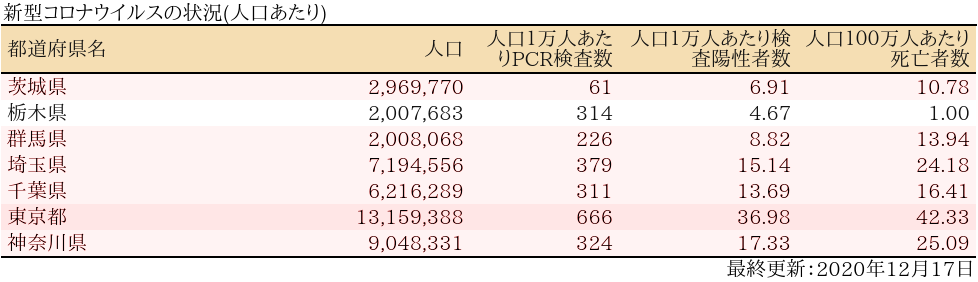 新型コロナウイルスの状況(人口あたり)
都道府県名 人口 人口1万人あたりPCR検査数 人口1万人あたり検査陽性者数 人口100万人あたり死亡者数
茨城県 2,969,770 61 6.91 10.78
栃木県 2,007,683 314 4.67 1.00
群馬県 2,008,068 226 8.82 13.94
埼玉県 7,194,556 379 15.14 24.18
千葉県 6,216,289 311 13.69 16.41
東京都 13,159,388 666 36.98 42.33
神奈川県 9,048,331 324 17.33 25.09
最終更新：2020年12月17日